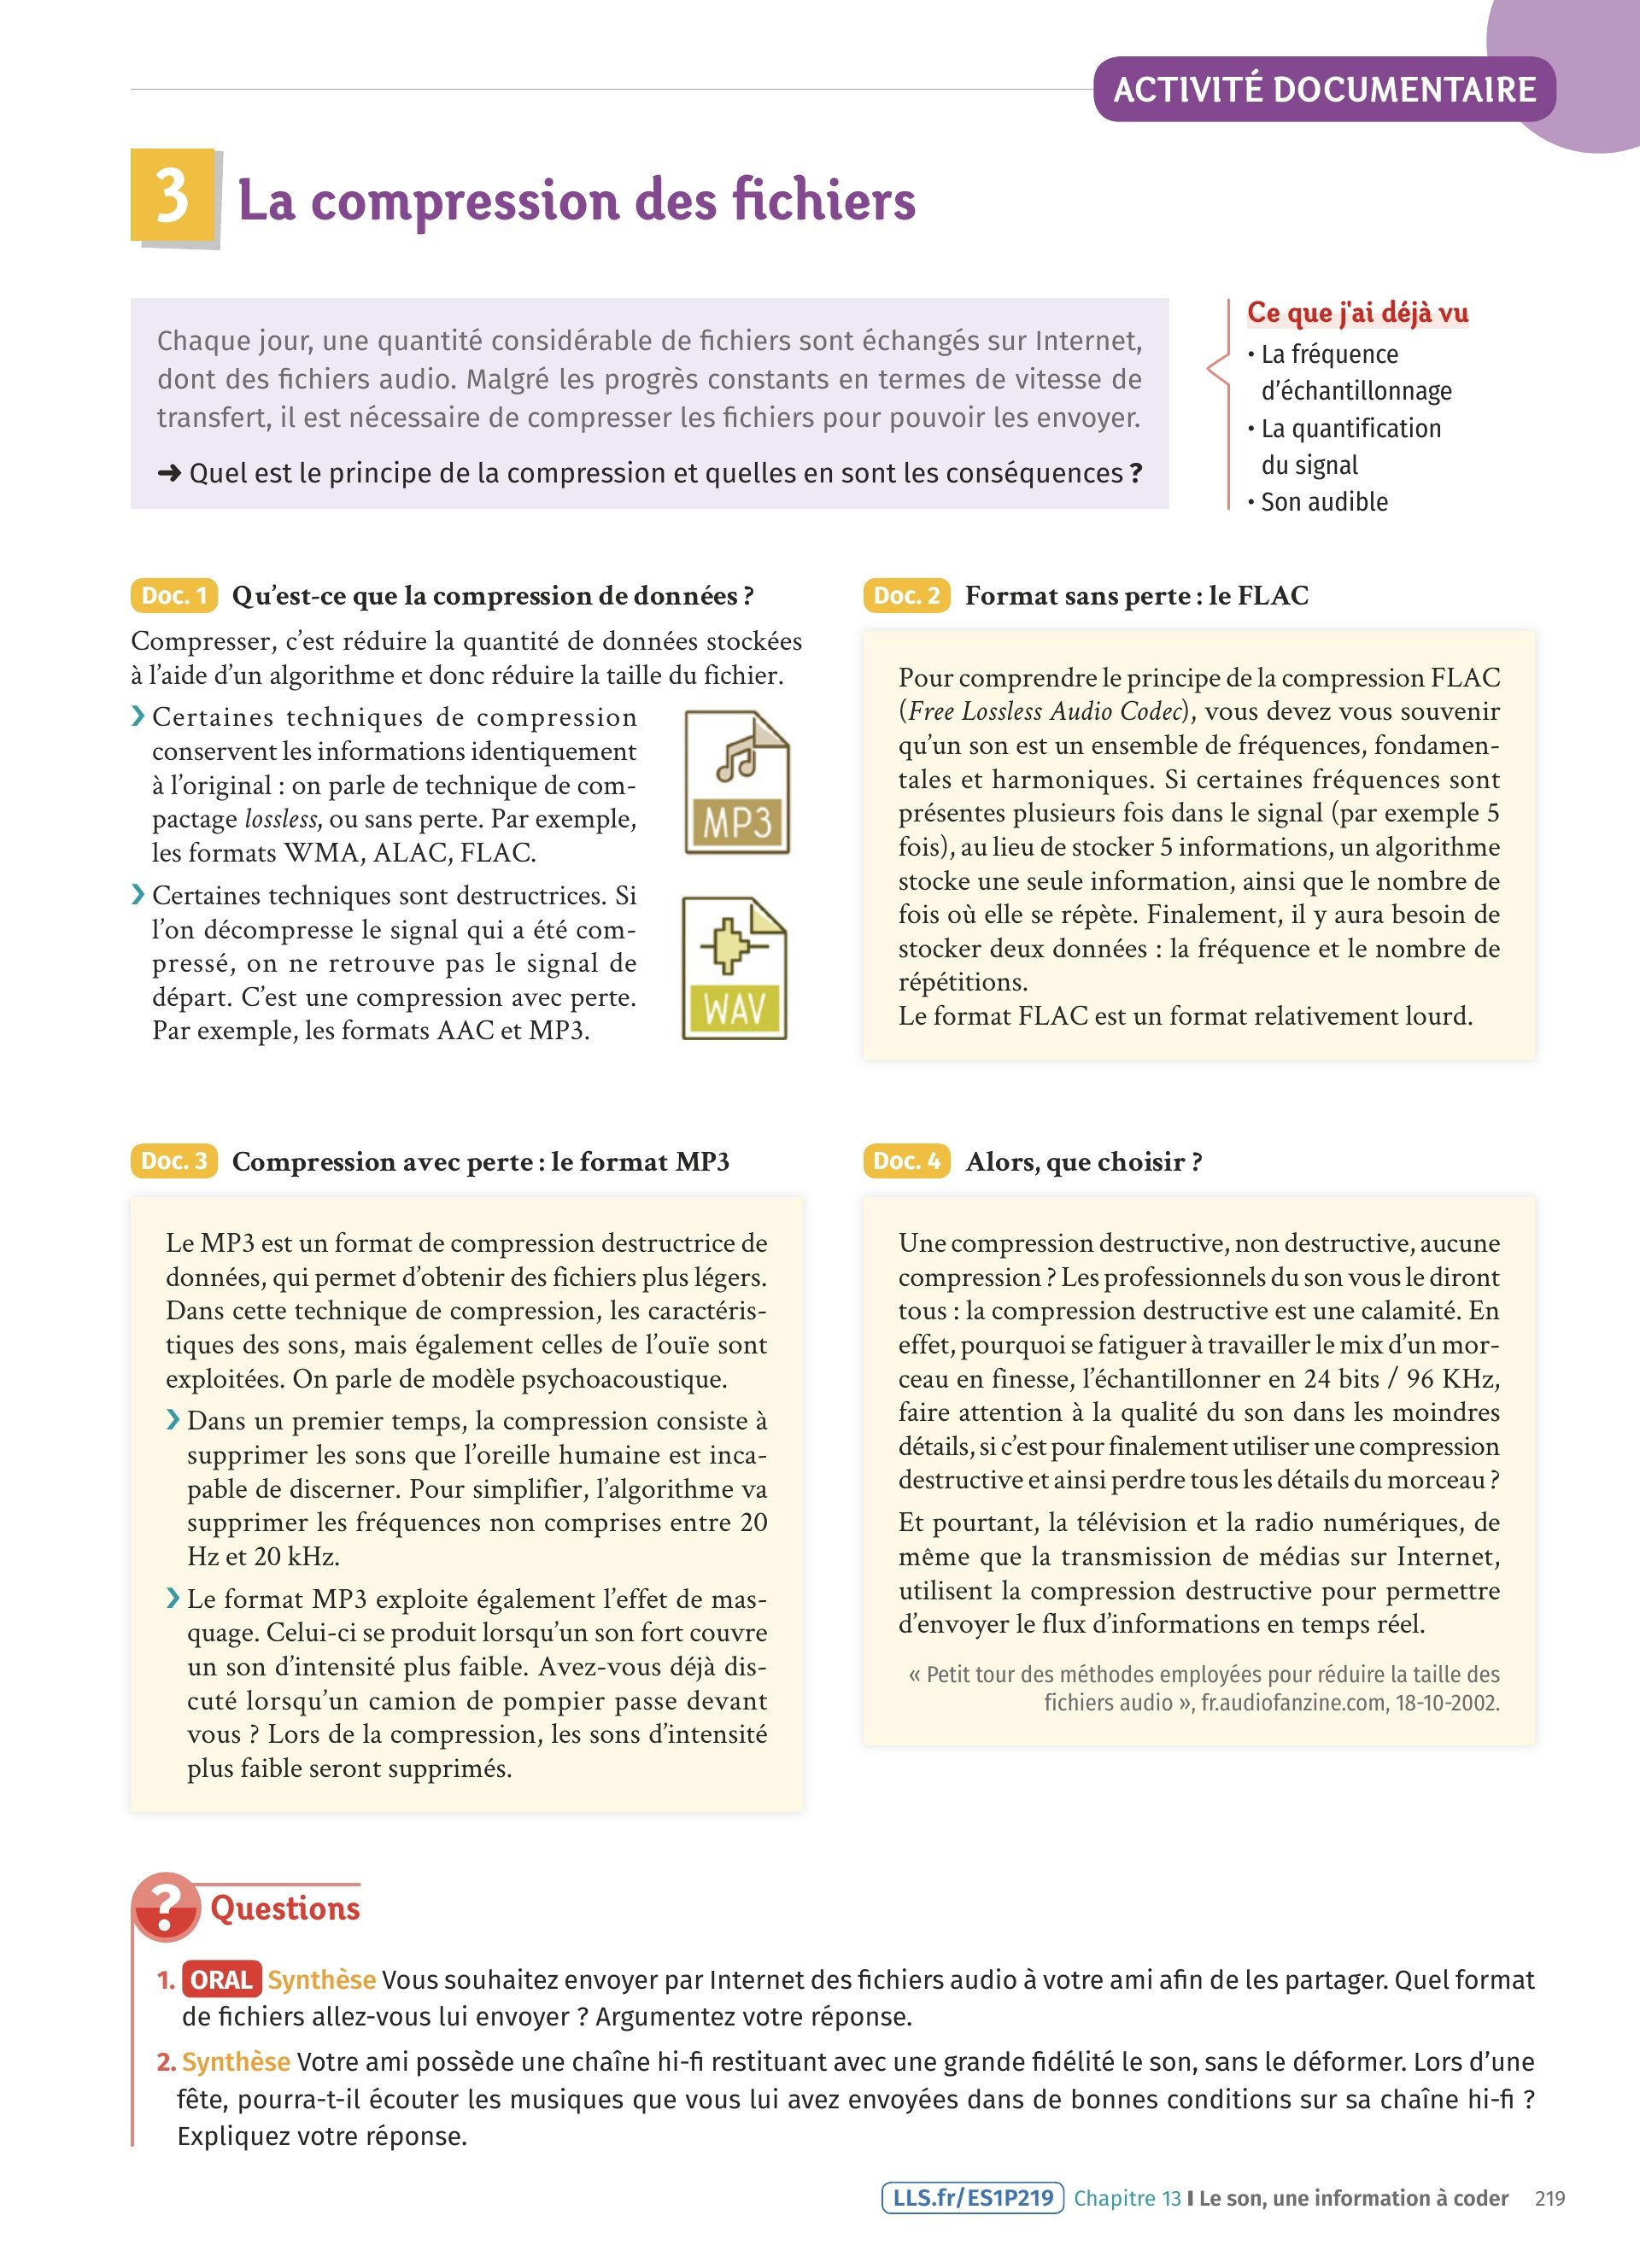 ACTIVITÉ DOCUMENTAIRE
3 La compression des fichiers
Chaque jour, une quantité considérable de fichiers sont échangés sur Internet,
dont des fichiers audio. Malgré les progrès constants en termes de vitesse de
transfert, il est nécessaire de compresser les fichiers pour pouvoir les envoyer.
➜ Quel est le principe de la compression et quelles en sont les conséquences ?
Ce que j'ai déjà vu
• La fréquence
d'échantillonnage
• La quantification
du signal
• Son audible
Doc. 1 Qu'est-ce que la compression de données ?
Compresser, c'est réduire la quantité de données stockées
à l'aide d'un algorithme et donc réduire la taille du fichier.
❯ Certaines techniques de compression
conservent les informations identiquement
à l'original : on parle de technique de com-
pactage lossless, ou sans perte. Par exemple,
les formats WMA, ALAC, FLAC.
❯ Certaines techniques sont destructrices. Si
l'on décompresse le signal qui a été com-
pressé, on ne retrouve pas le signal de
départ. C'est une compression avec perte.
Par exemple, les formats AAC et MP3.
MP3
WAV
Doc. 2 Format sans perte : le FLAC
Pour comprendre le principe de la compression FLAC
(Free Lossless Audio Codec), vous devez vous souvenir
qu'un son est un ensemble de fréquences, fondamen-
tales et harmoniques. Si certaines fréquences sont
présentes plusieurs fois dans le signal (par exemple 5
fois), au lieu de stocker 5 informations, un algorithme
stocke une seule information, ainsi que le nombre de
fois où elle se répète. Finalement, il y aura besoin de
stocker deux données : la fréquence et le nombre de
répétitions.
Le format FLAC est un format relativement lourd.
Doc. 3 Compression avec perte : le format MP3
Le MP3 est un format de compression destructrice de
données, qui permet d'obtenir des fichiers plus légers.
Dans cette technique de compression, les caractéris-
tiques des sons, mais également celles de l'ouïe sont
exploitées. On parle de modèle psychoacoustique.
❯ Dans un premier temps, la compression consiste à
supprimer les sons que l'oreille humaine est inca-
pable de discerner. Pour simplifier, l'algorithme va
supprimer les fréquences non comprises entre 20
Hz et 20 kHz.
❯ Le format MP3 exploite également l'effet de mas-
quage. Celui-ci se produit lorsqu'un son fort couvre
un son d'intensité plus faible. Avez-vous déjà dis-
cuté lorsqu'un camion de pompier passe devant
vous ? Lors de la compression, les sons d'intensité
plus faible seront supprimés.
Doc. 4 Alors, que choisir ?
Une compression destructive, non destructive, aucune
compression ? Les professionnels du son vous le diront
tous : la compression destructive est une calamité. En
effet, pourquoi se fatiguer à travailler le mix d'un mor-
ceau en finesse, l'échantillonner en 24 bits / 96 KHz,
faire attention à la qualité du son dans les moindres
détails, si c'est pour finalement utiliser une compression
destructive et ainsi perdre tous les détails du morceau ?
Et pourtant, la télévision et la radio numériques, de
même que la transmission de médias sur Internet,
utilisent la compression destructive pour permettre
d'envoyer le flux d'informations en temps réel.
« Petit tour des méthodes employées pour réduire la taille des
fichiers audio », fr.audiofanzine.com, 18-10-2002.
? Questions
1. ORAL Synthèse Vous souhaitez envoyer par Internet des fichiers audio à votre ami afin de les partager. Quel format
de fichiers allez-vous lui envoyer ? Argumentez votre réponse.
2. Synthèse Votre ami possède une chaîne hi-fi restituant avec une grande fidélité le son, sans le déformer. Lors d'une
fête, pourra-t-il écouter les musiques que vous lui avez envoyées dans de bonnes conditions sur sa chaîne hi-fi ?
Expliquez votre réponse.
LLS.fr/ES1P219 Chapitre 13 I Le son, une information à coder 219